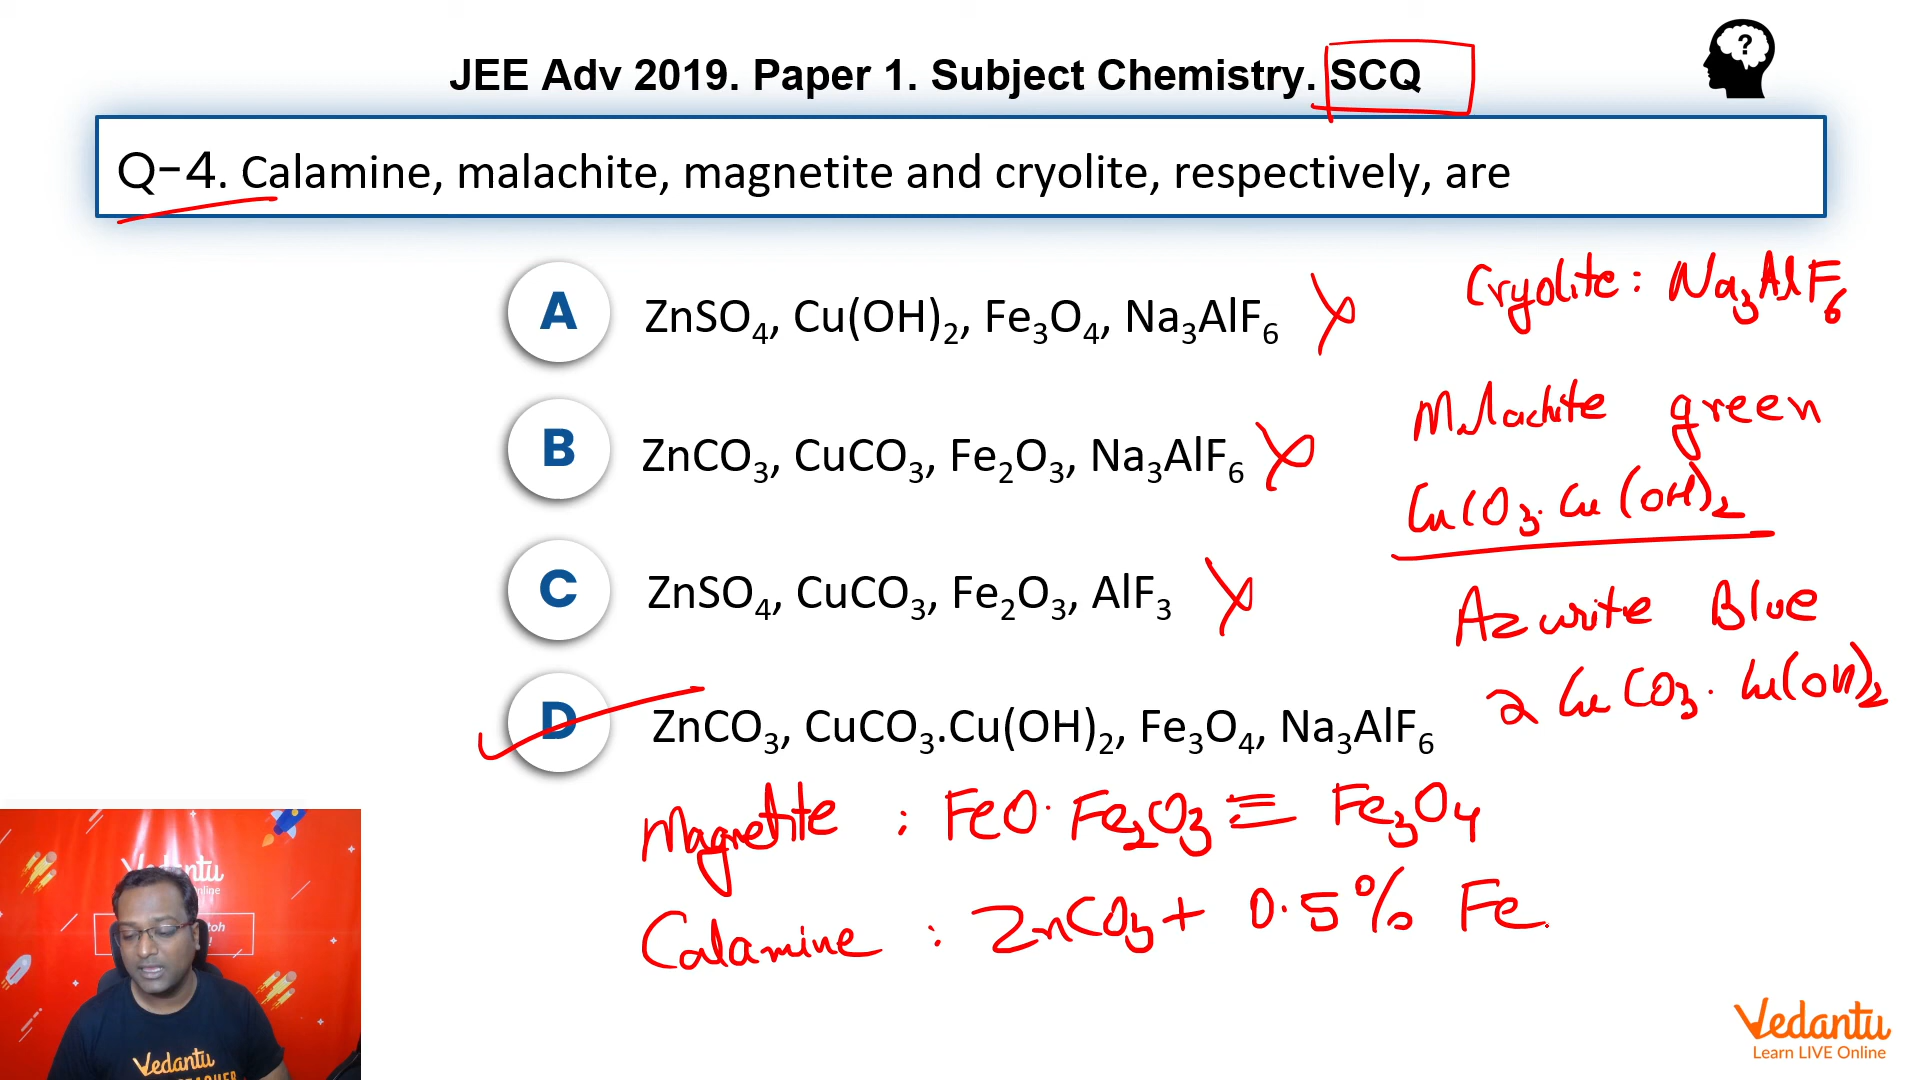 JEE Adv 2019. Paper 1. Subject Chemistry. SCQ
?
Q-4. Calamine, malachite, magnetite and cryolite, respectively, are
A ZnSO₄, Cu(OH)₂, Fe₃O₄, Na₃AlF₆
Cryolite: Na₃AlF₆
B ZnCO₃, CuCO₃, Fe₂O₃, Na₃AlF₆
Malachite green
CuCO₃.Cu(OH)₂
C ZnSO₄, CuCO₃, Fe₂O₃, AlF₃
Azurite Blue
2CuCO₃.Cu(OH)₂
D ZnCO₃, CuCO₃.Cu(OH)₂, Fe₃O₄, Na₃AlF₆
Magnetite : FeO.Fe₂O₃ ≡ Fe₃O₄
Calamine : ZnCO₃ + 0.5% Fe.
Vedantu
Learn LIVE Online
Vedantu